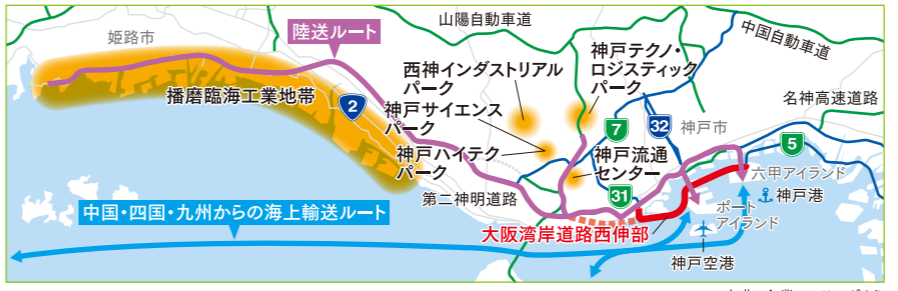 山陽自動車道
中国自動車道
姫路市
陸送ルート
神戸テクノ・
ロジスティック
パーク
西神インダストリアル
パーク
播磨臨海工業地帯
2
神戸サイエンス
パーク
7
32
神戸市
名神高速道路
5
神戸ハイテク
パーク
神戸流通
センター
六甲アイランド
第二神明道路
31
神戸港
ポート
アイランド
中国・四国・九州からの海上輸送ルート
大阪湾岸道路西伸部
神戸空港